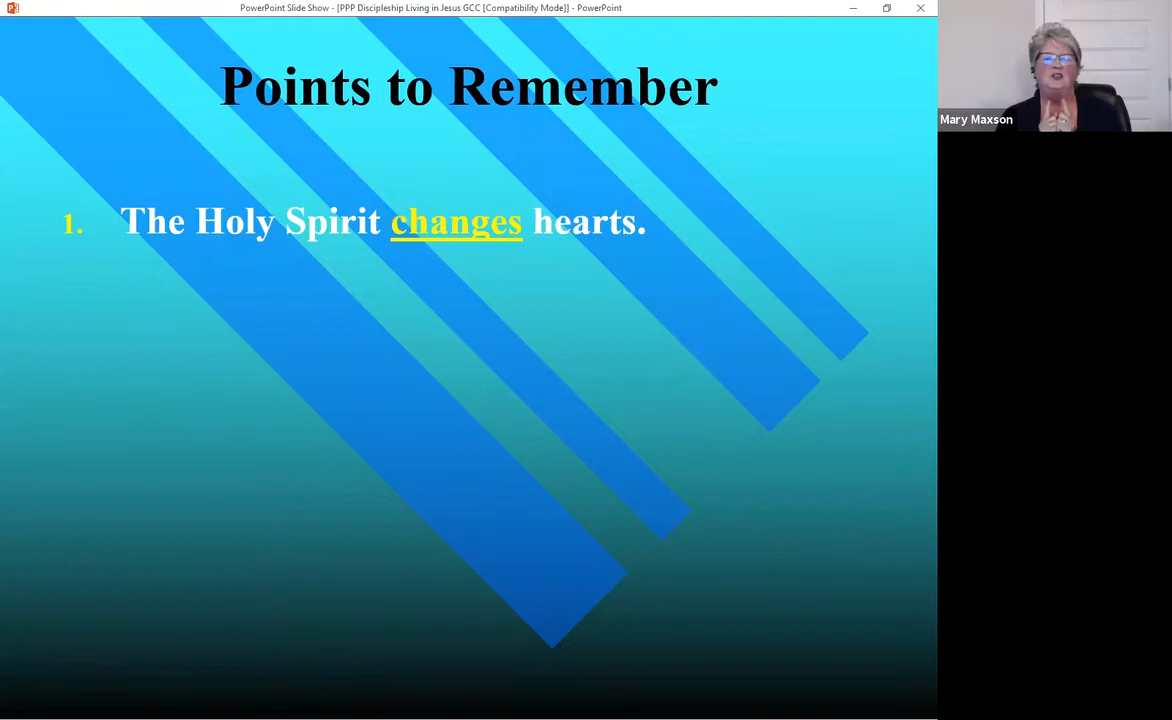 PowerPoint Slide Show - [PPP Discipleship Living in Jesus GCC [Compatibility Mode]] - PowerPoint
Points to Remember
1. The Holy Spirit changes hearts.
Mary Maxson